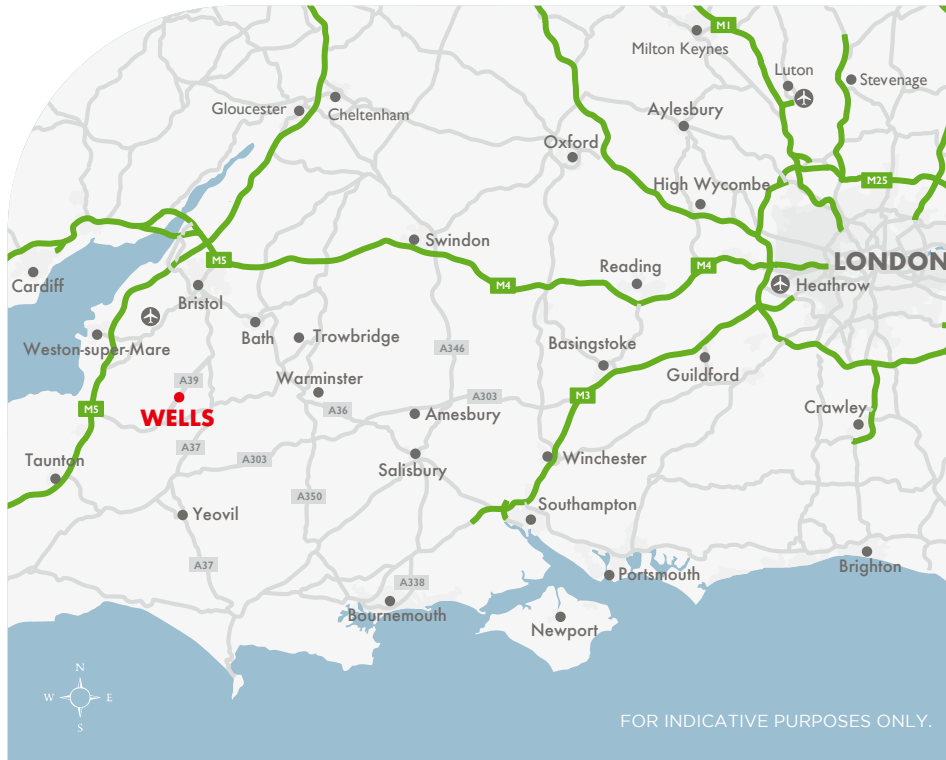 M1
Milton Keynes
Luton
Stevenage
Gloucester
Cheltenham
Aylesbury
Oxford
High Wycombe
M25
Swindon
M5
LONDON
Reading
M4
M4
Cardiff
Heathrow
Bristol
Bath
Trowbridge
Weston-super-Mare
A346
Basingstoke
Guildford
Warminster
A39
A303
M3
WELLS
M5
A36
Amesbury
Crawley
A37
Taunton
A303
Salisbury
Winchester
A350
Southampton
Yeovil
A37
Brighton
A338
Portsmouth
Bournemouth
Newport
N
W E
S
FOR INDICATIVE PURPOSES ONLY.